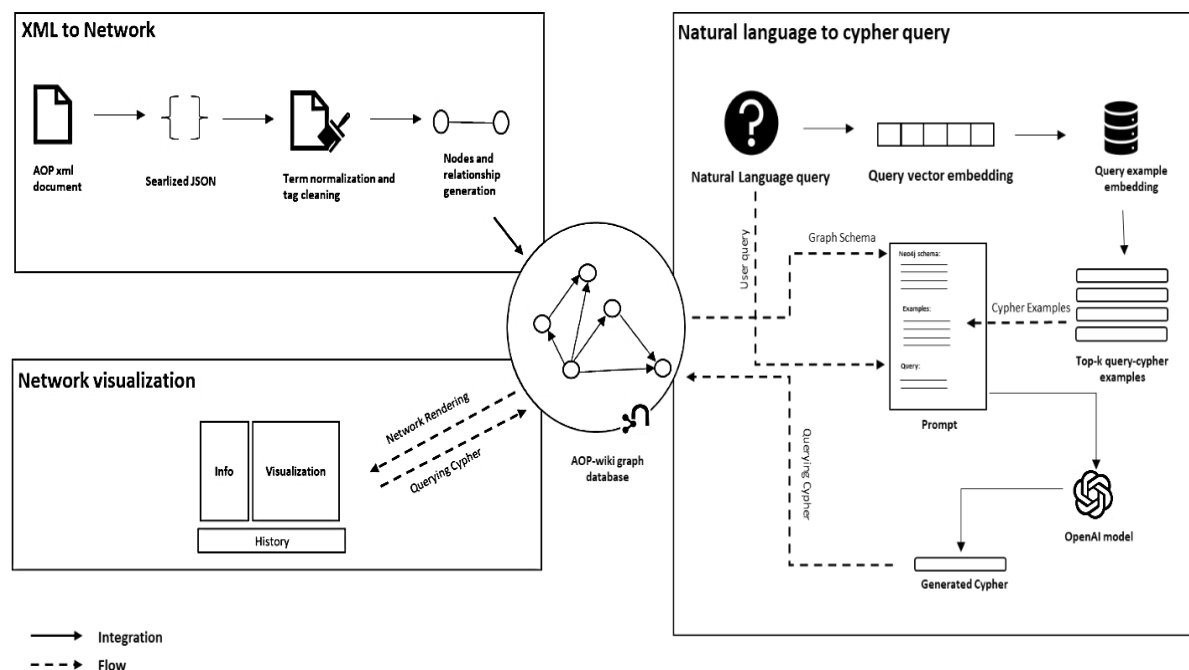 XML to Network
AOP xml
document
Searlized JSON
Term normalization and
tag cleaning
Nodes and
relationship
generation
Natural language to cypher query
Natural Language query
Query vector embedding
Query example
embedding
User query
Graph Schema
Neo4j schema:
Examples:
Query:
Prompt
Cypher Examples
Top-k query-cypher
examples
OpenAI model
Generated Cypher
Querying Cypher
AOP-wiki graph
database
Network visualization
Network Rendering
Querying Cypher
Info
Visualization
History
Integration
Flow